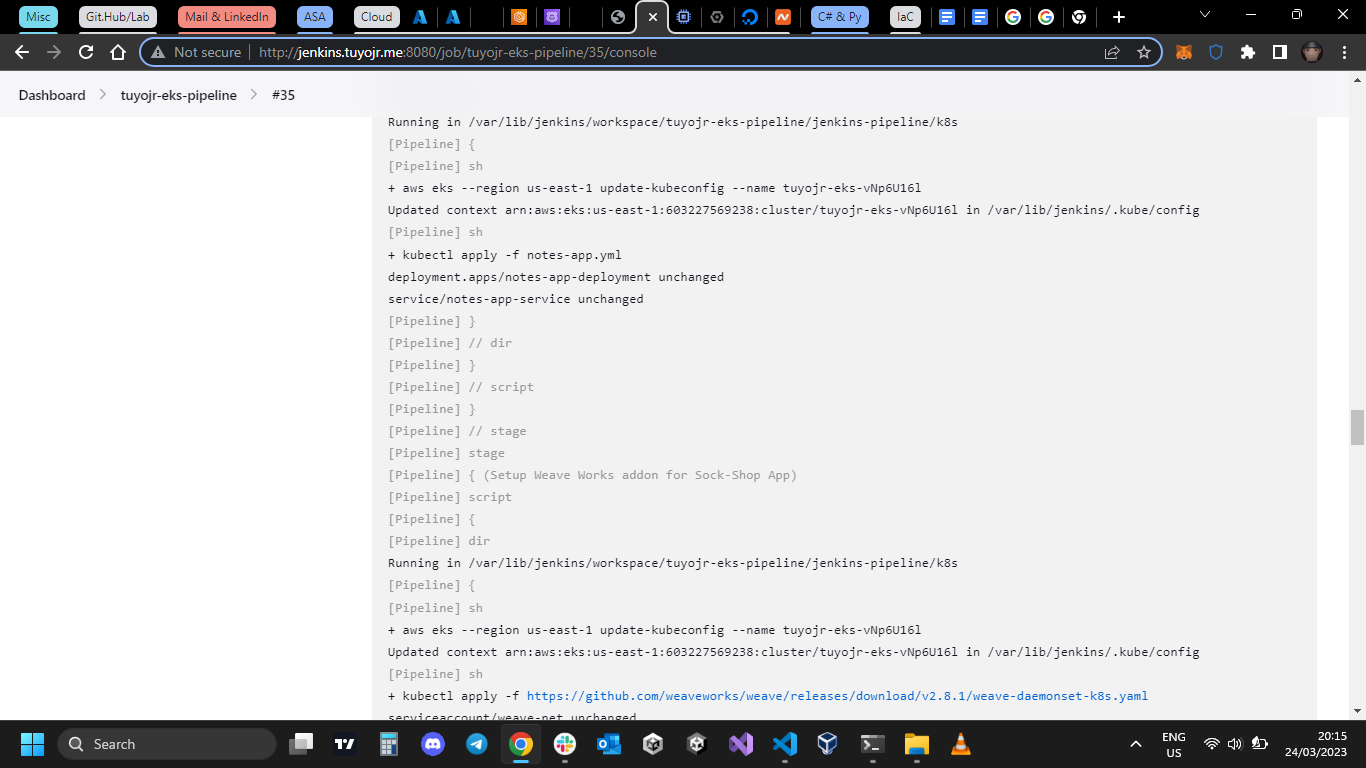 Misc
Git.Hub/Lab
Mail & LinkedIn
ASA
Cloud
C# & Py
IaC
Not secure
http://jenkins.tuyojr.me:8080/job/tuyojr-eks-pipeline/35/console
Dashboard
tuyojr-eks-pipeline
#35
Running in /var/lib/jenkins/workspace/tuyojr-eks-pipeline/jenkins-pipeline/k8s
[Pipeline] {
[Pipeline] sh
+ aws eks --region us-east-1 update-kubeconfig --name tuyojr-eks-vNp6U16l
Updated context arn:aws:eks:us-east-1:603227569238:cluster/tuyojr-eks-vNp6U16l in /var/lib/jenkins/.kube/config
[Pipeline] sh
+ kubectl apply -f notes-app.yml
deployment.apps/notes-app-deployment unchanged
service/notes-app-service unchanged
[Pipeline] }
[Pipeline] // dir
[Pipeline] }
[Pipeline] // script
[Pipeline] }
[Pipeline] // stage
[Pipeline] stage
[Pipeline] { (Setup Weave Works addon for Sock-Shop App)
[Pipeline] script
[Pipeline] {
[Pipeline] dir
Running in /var/lib/jenkins/workspace/tuyojr-eks-pipeline/jenkins-pipeline/k8s
[Pipeline] {
[Pipeline] sh
+ aws eks --region us-east-1 update-kubeconfig --name tuyojr-eks-vNp6U16l
Updated context arn:aws:eks:us-east-1:603227569238:cluster/tuyojr-eks-vNp6U16l in /var/lib/jenkins/.kube/config
[Pipeline] sh
+ kubectl apply -f https://github.com/weaveworks/weave/releases/download/v2.8.1/weave-daemonset-k8s.yaml
serviceaccount/weave-net unchanged
Search
ENG
US
20:15
24/03/2023